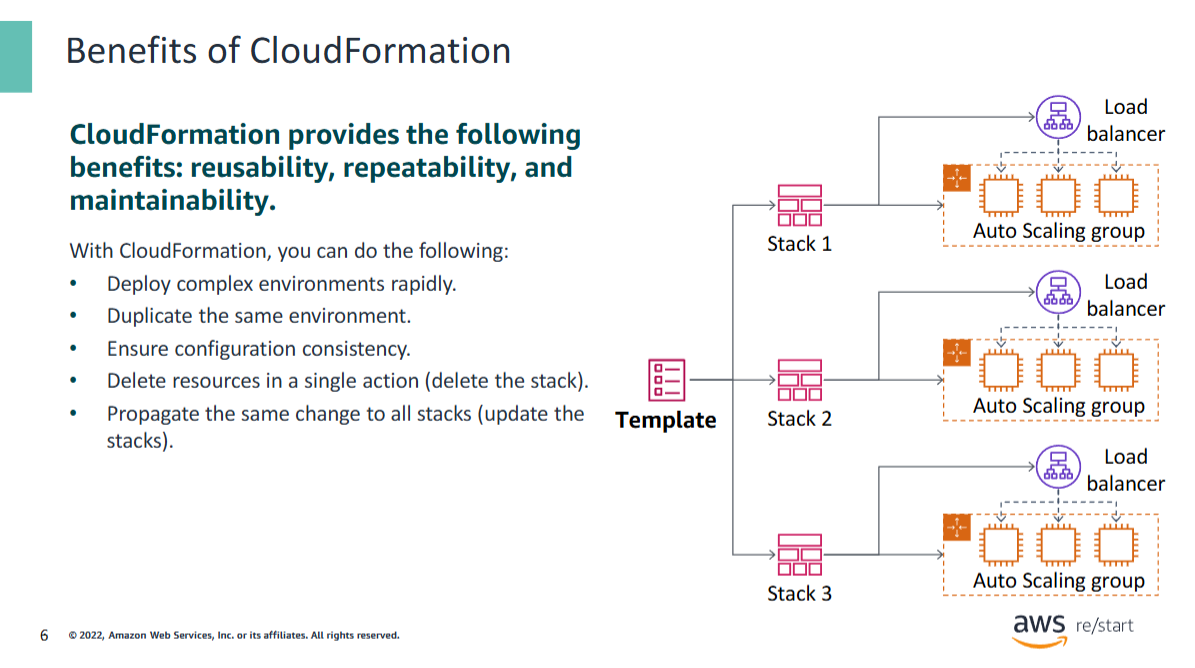 Benefits of CloudFormation
CloudFormation provides the following
benefits: reusability, repeatability, and
maintainability.
With CloudFormation, you can do the following:
• Deploy complex environments rapidly.
• Duplicate the same environment.
• Ensure configuration consistency.
• Delete resources in a single action (delete the stack).
• Propagate the same change to all stacks (update the
stacks).
Template
Stack 1
Load
balancer
Auto Scaling group
Stack 2
Load
balancer
Auto Scaling group
Stack 3
Load
balancer
Auto Scaling group
6 © 2022, Amazon Web Services, Inc. or its affiliates. All rights reserved.
aws re/start